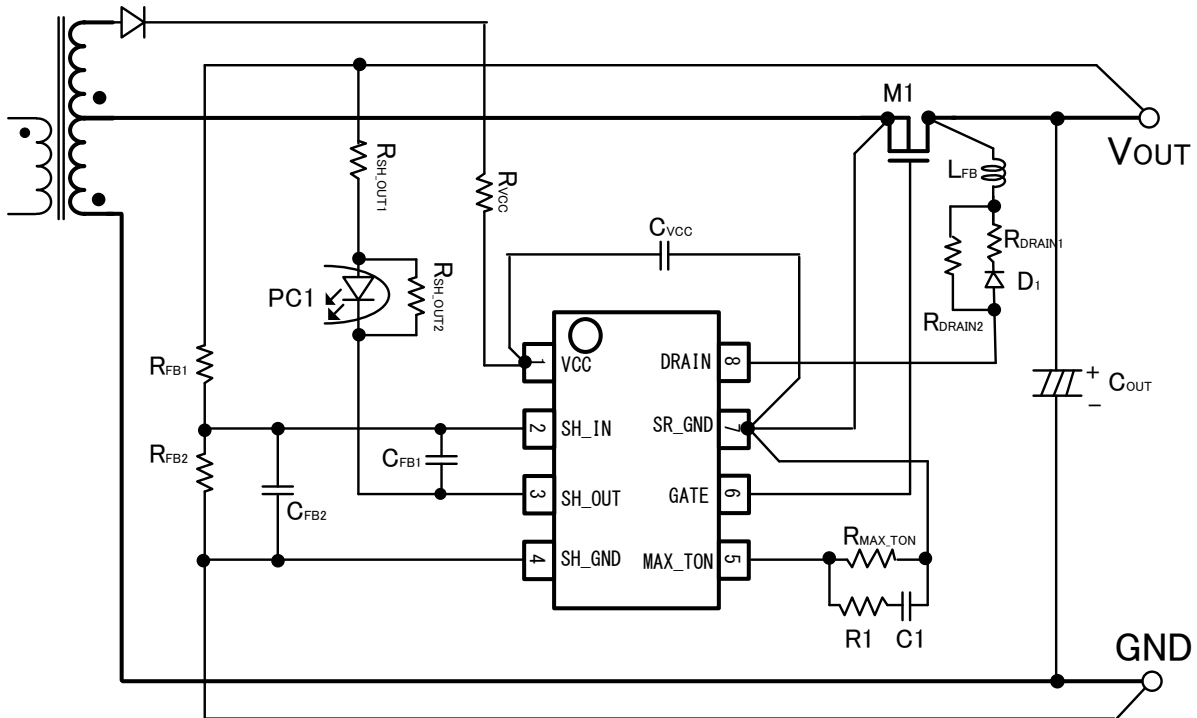 M1
VOUT
LFB
RSH_OUT1
RVCC
CVCC
RDRAIN1
D1
RDRAIN2
PC1
RSH_OUT2
RFB1
1
VCC
DRAIN
8
+
COUT
−
2
SH_IN
SR_GND
7
RFB2
CFB1
3
SH_OUT
GATE
6
CFB2
RMAX_TON
4
SH_GND
MAX_TON
5
R1
C1
GND